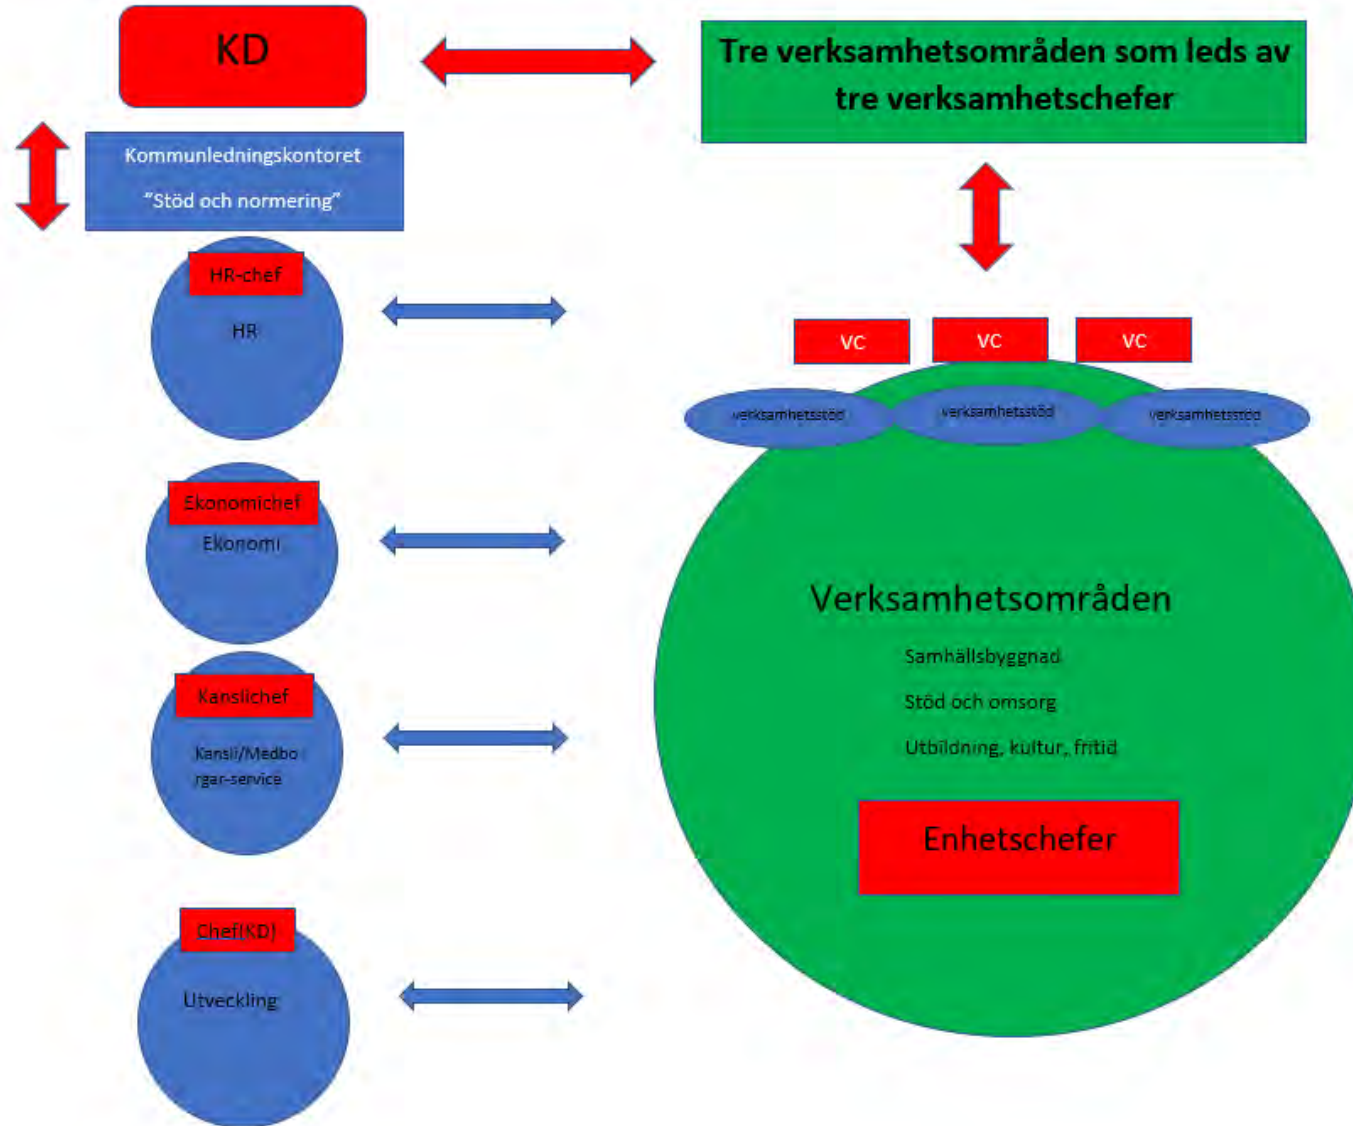 KD
Tre verksamhetsområden som leds av
tre verksamhetschefer
Kommunledningskontoret
"Stöd och normering"
HR-chef
HR
VC
VC
VC
verksamhetsstöd
verksamhetsstöd
verksamhetsstöd
Ekonomichef
Ekonomi
Verksamhetsområden
Samhällsbyggnad
Stöd och omsorg
Utbildning, kultur, fritid
Kanslichef
Kansli/Medbo
rgar-service
Enhetschefer
Chef(KD)
Utveckling